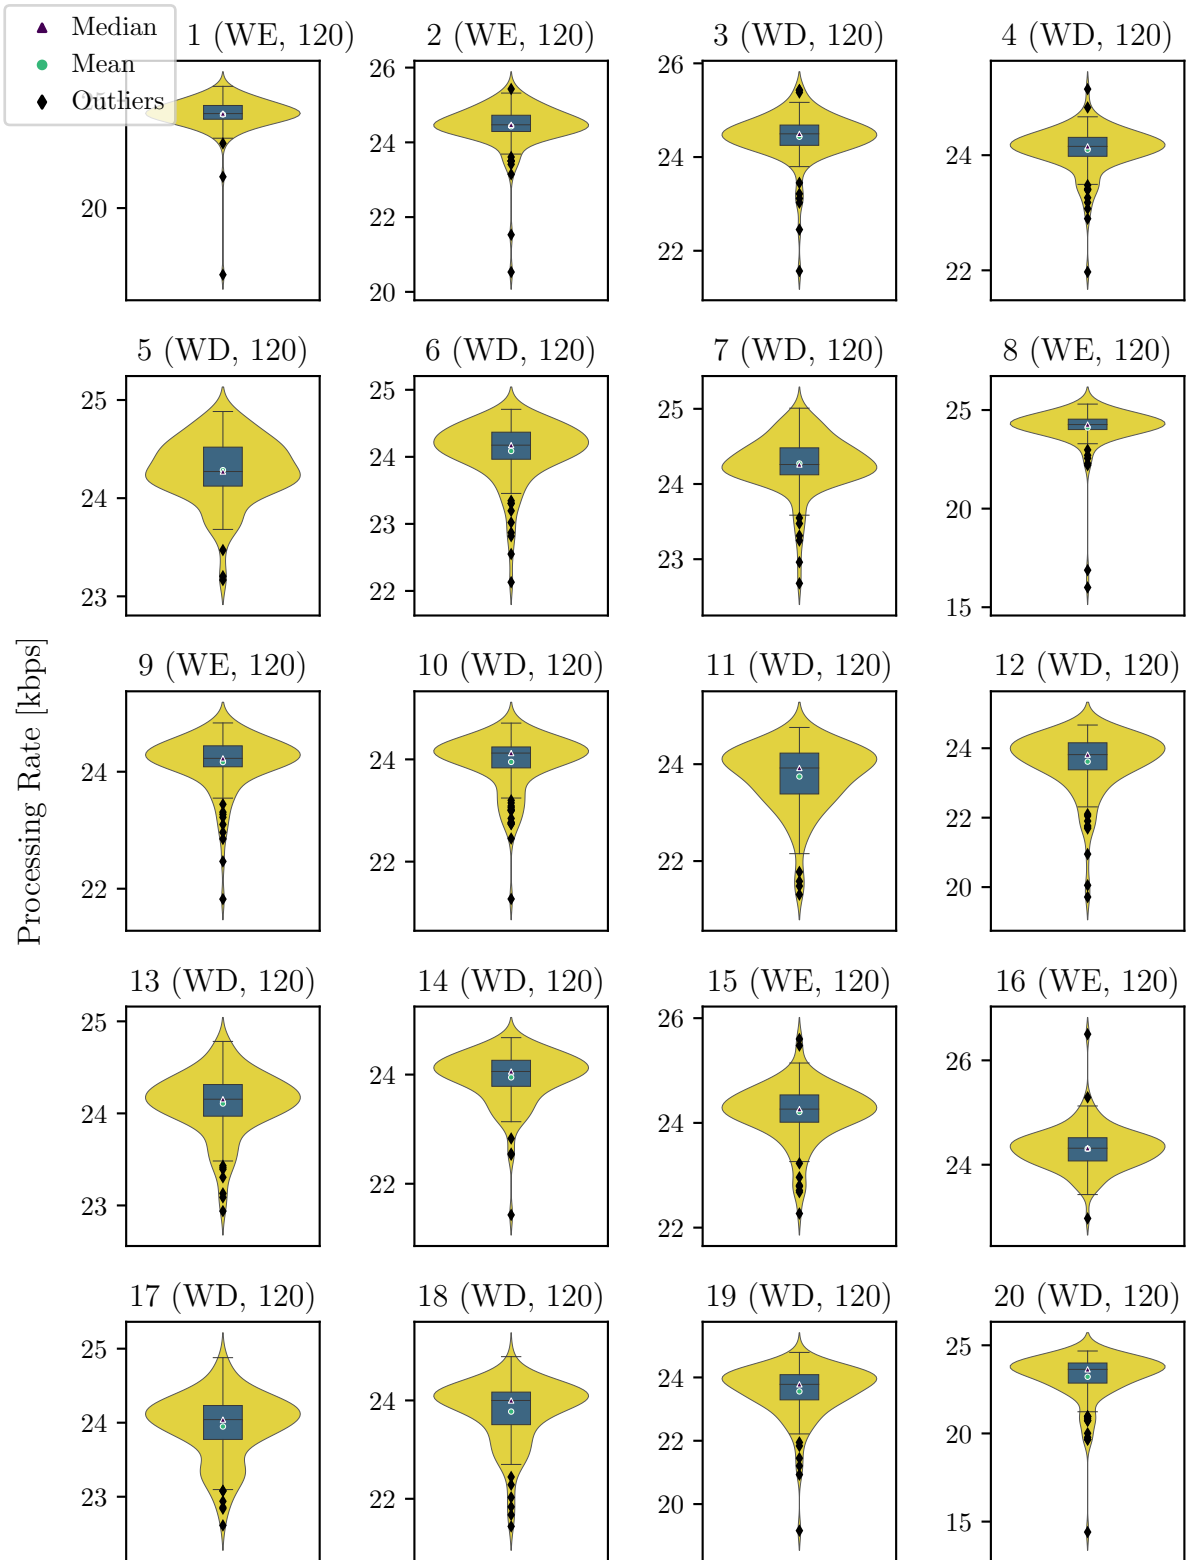 Median
Mean
Outliers
1 (WE, 120)
2 (WE, 120)
3 (WD, 120)
4 (WD, 120)
20
26
24
22
20
26
24
22
24
22
5 (WD, 120)
6 (WD, 120)
7 (WD, 120)
8 (WE, 120)
25
24
23
25
24
23
22
25
24
23
25
20
15
Processing Rate [kbps]
9 (WE, 120)
10 (WD, 120)
11 (WD, 120)
12 (WD, 120)
24
22
24
22
24
22
24
22
20
13 (WD, 120)
14 (WD, 120)
15 (WE, 120)
16 (WE, 120)
25
24
23
24
22
26
24
22
26
24
17 (WD, 120)
18 (WD, 120)
19 (WD, 120)
20 (WD, 120)
25
24
23
24
22
24
22
20
25
20
15